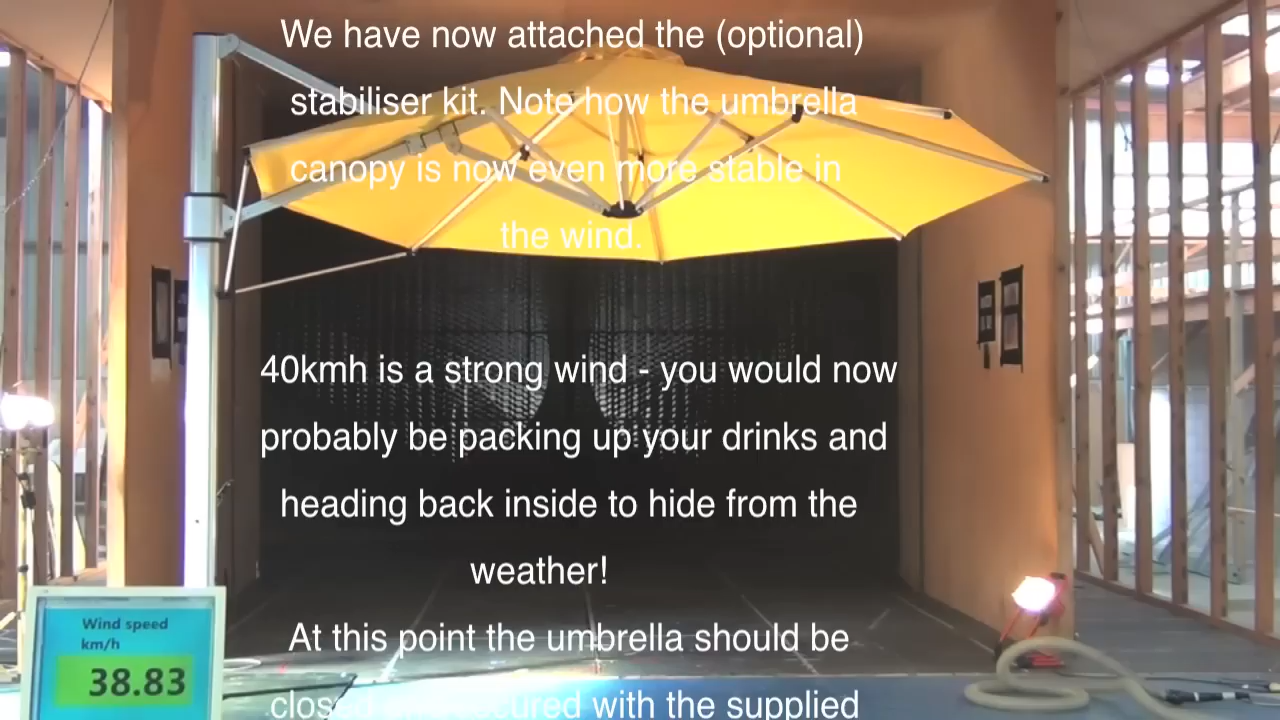 We have now attached the (optional)
stabiliser kit. Note how the umbrella
canopy is now even more stable in
the wind.
40kmh is a strong wind - you would now
probably be packing up your drinks and
heading back inside to hide from the
weather!
At this point the umbrella should be
closed and secured with the supplied
Wind speed
km/h
38.83